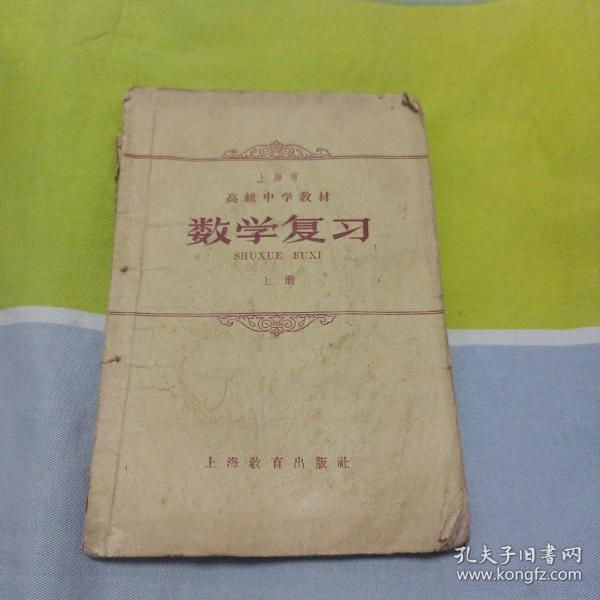 上海市
高級中学教材
数学复习
SHUXUE FUXI
上册
上海教育出版社
孔夫子旧书网
www.kongfz.com